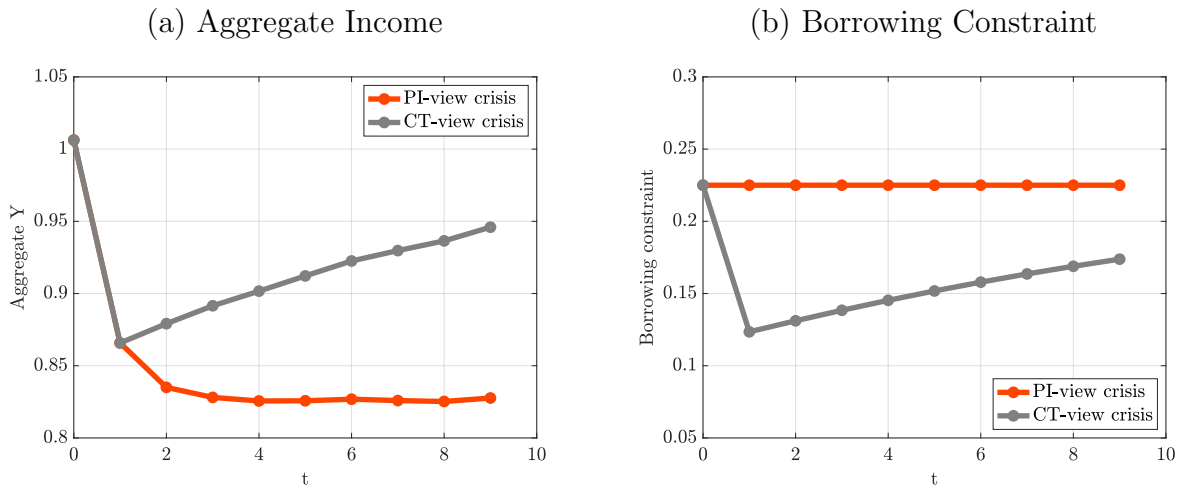 (a) Aggregate Income
1.05
1
0.95
0.9
0.85
0.8
Aggregate Y
0
2
4
6
8
10
t
PI-view crisis
CT-view crisis
(b) Borrowing Constraint
0.3
0.25
0.2
0.15
0.1
0.05
Borrowing constraint
0
2
4
6
8
10
t
PI-view crisis
CT-view crisis